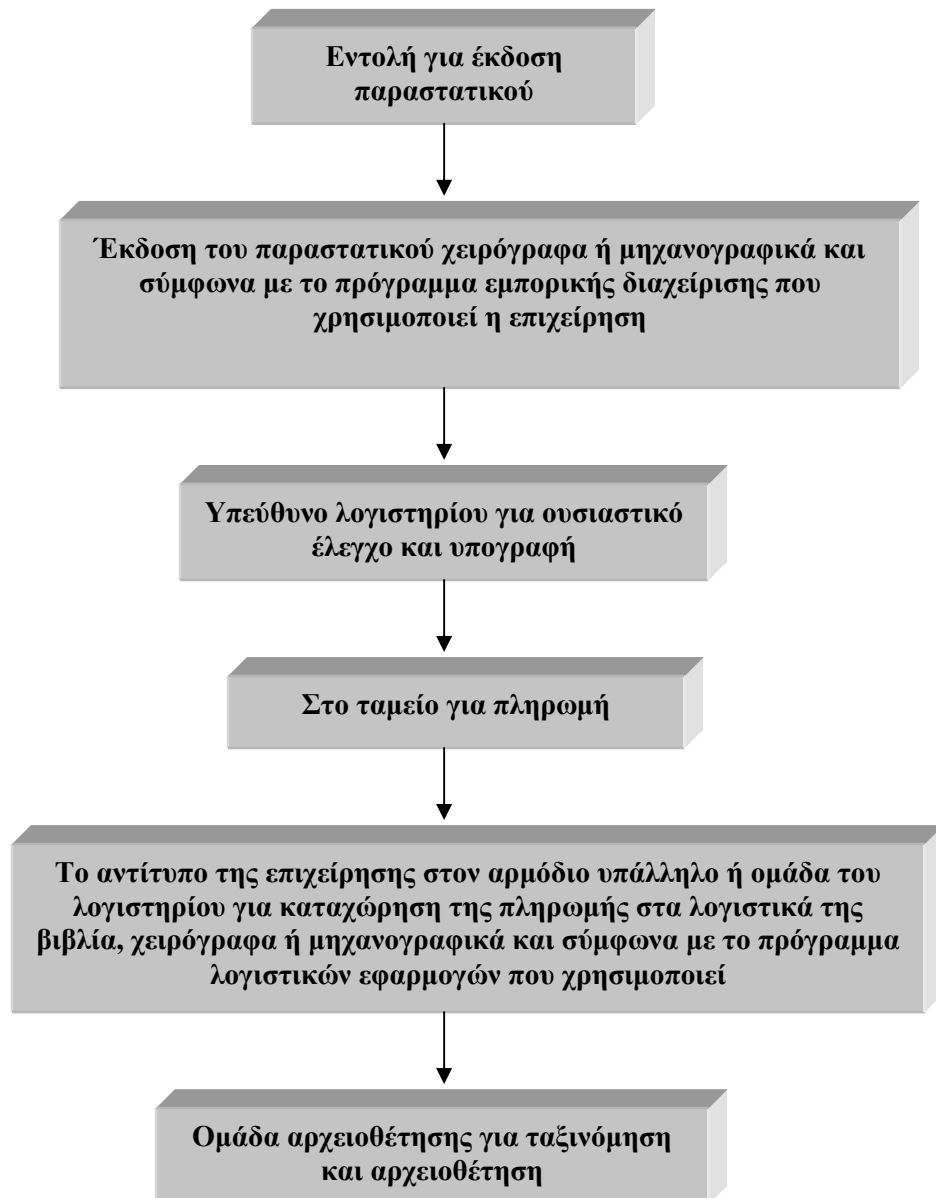 Εντολή για έκδοση
παραστατικού
Έκδοση του παραστατικού χειρόγραφα ή μηχανογραφικά και
σύμφωνα με το πρόγραμμα εμπορικής διαχείρισης που
χρησιμοποιεί η επιχείρηση
Υπεύθυνο λογιστηρίου για ουσιαστικό
έλεγχο και υπογραφή
Στο ταμείο για πληρωμή
Το αντίτυπο της επιχείρησης στον αρμόδιο υπάλληλο ή ομάδα του
λογιστηρίου για καταχώρηση της πληρωμής στα λογιστικά της
βιβλία, χειρόγραφα ή μηχανογραφικά και σύμφωνα με το πρόγραμμα
λογιστικών εφαρμογών που χρησιμοποιεί
Ομάδα αρχειοθέτησης για ταξινόμηση
και αρχειοθέτηση